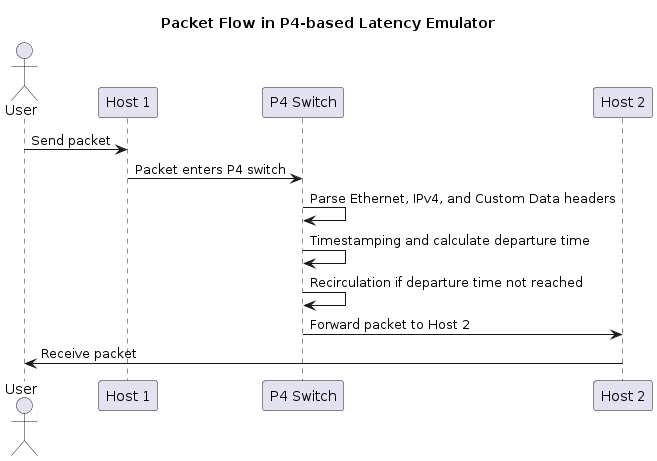 Packet Flow in P4-based Latency Emulator
User
Host 1
P4 Switch
Host 2
Send packet
Packet enters P4 switch
Parse Ethernet, IPv4, and Custom Data headers
Timestamping and calculate departure time
Recirculation if departure time not reached
Forward packet to Host 2
Receive packet
User
Host 1
P4 Switch
Host 2